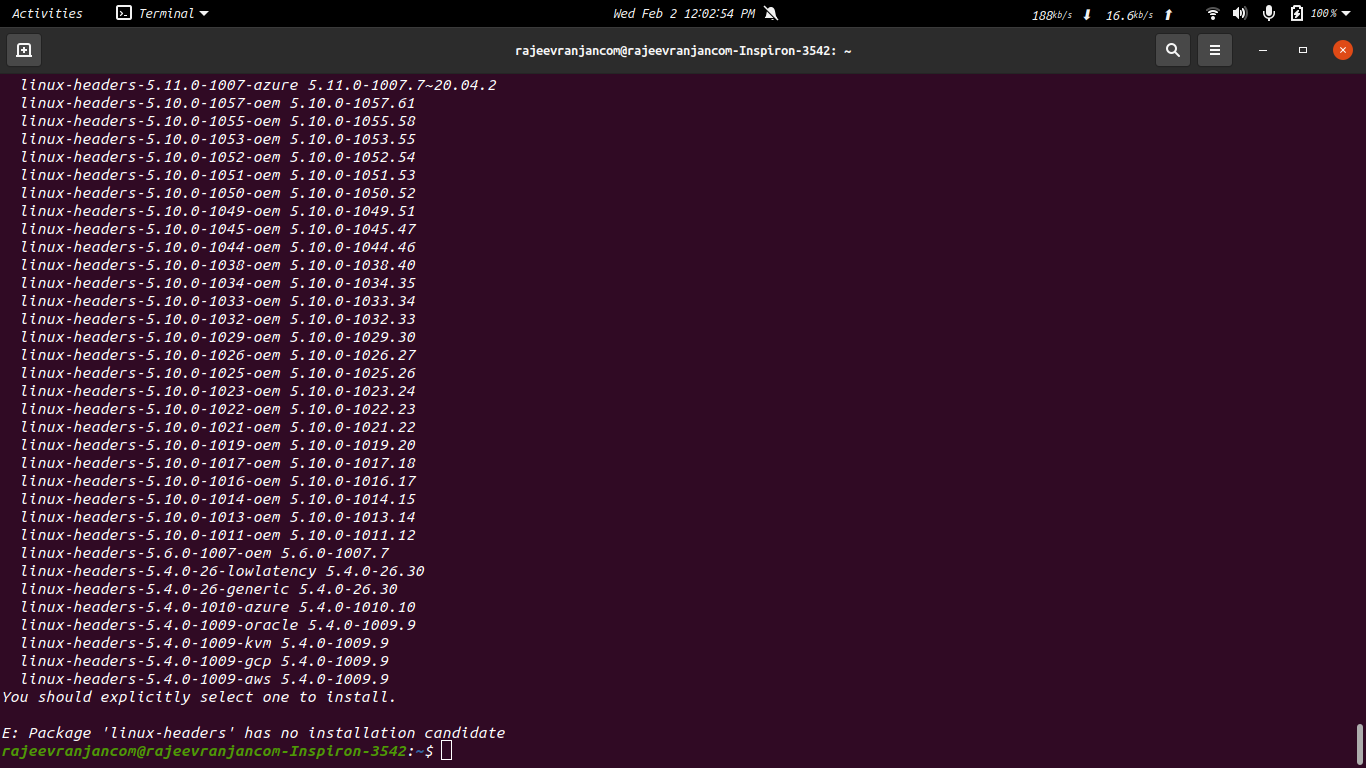 Activities Terminal Wed Feb 2 12:02:54 PM 188kb/s 16.6kb/s 100%
rajeevranjancom@rajeevranjancom-Inspiron-3542: ~
linux-headers-5.11.0-1007-azure 5.11.0-1007.7~20.04.2
linux-headers-5.10.0-1057-oem 5.10.0-1057.61
linux-headers-5.10.0-1055-oem 5.10.0-1055.58
linux-headers-5.10.0-1053-oem 5.10.0-1053.55
linux-headers-5.10.0-1052-oem 5.10.0-1052.54
linux-headers-5.10.0-1051-oem 5.10.0-1051.53
linux-headers-5.10.0-1050-oem 5.10.0-1050.52
linux-headers-5.10.0-1049-oem 5.10.0-1049.51
linux-headers-5.10.0-1045-oem 5.10.0-1045.47
linux-headers-5.10.0-1044-oem 5.10.0-1044.46
linux-headers-5.10.0-1038-oem 5.10.0-1038.40
linux-headers-5.10.0-1034-oem 5.10.0-1034.35
linux-headers-5.10.0-1033-oem 5.10.0-1033.34
linux-headers-5.10.0-1032-oem 5.10.0-1032.33
linux-headers-5.10.0-1029-oem 5.10.0-1029.30
linux-headers-5.10.0-1026-oem 5.10.0-1026.27
linux-headers-5.10.0-1025-oem 5.10.0-1025.26
linux-headers-5.10.0-1023-oem 5.10.0-1023.24
linux-headers-5.10.0-1022-oem 5.10.0-1022.23
linux-headers-5.10.0-1021-oem 5.10.0-1021.22
linux-headers-5.10.0-1019-oem 5.10.0-1019.20
linux-headers-5.10.0-1017-oem 5.10.0-1017.18
linux-headers-5.10.0-1016-oem 5.10.0-1016.17
linux-headers-5.10.0-1014-oem 5.10.0-1014.15
linux-headers-5.10.0-1013-oem 5.10.0-1013.14
linux-headers-5.10.0-1011-oem 5.10.0-1011.12
linux-headers-5.6.0-1007-oem 5.6.0-1007.7
linux-headers-5.4.0-26-lowlatency 5.4.0-26.30
linux-headers-5.4.0-26-generic 5.4.0-26.30
linux-headers-5.4.0-1010-azure 5.4.0-1010.10
linux-headers-5.4.0-1009-oracle 5.4.0-1009.9
linux-headers-5.4.0-1009-kvm 5.4.0-1009.9
linux-headers-5.4.0-1009-gcp 5.4.0-1009.9
linux-headers-5.4.0-1009-aws 5.4.0-1009.9
You should explicitly select one to install.
E: Package 'linux-headers' has no installation candidate
rajeevranjancom@rajeevranjancom-Inspiron-3542:~$